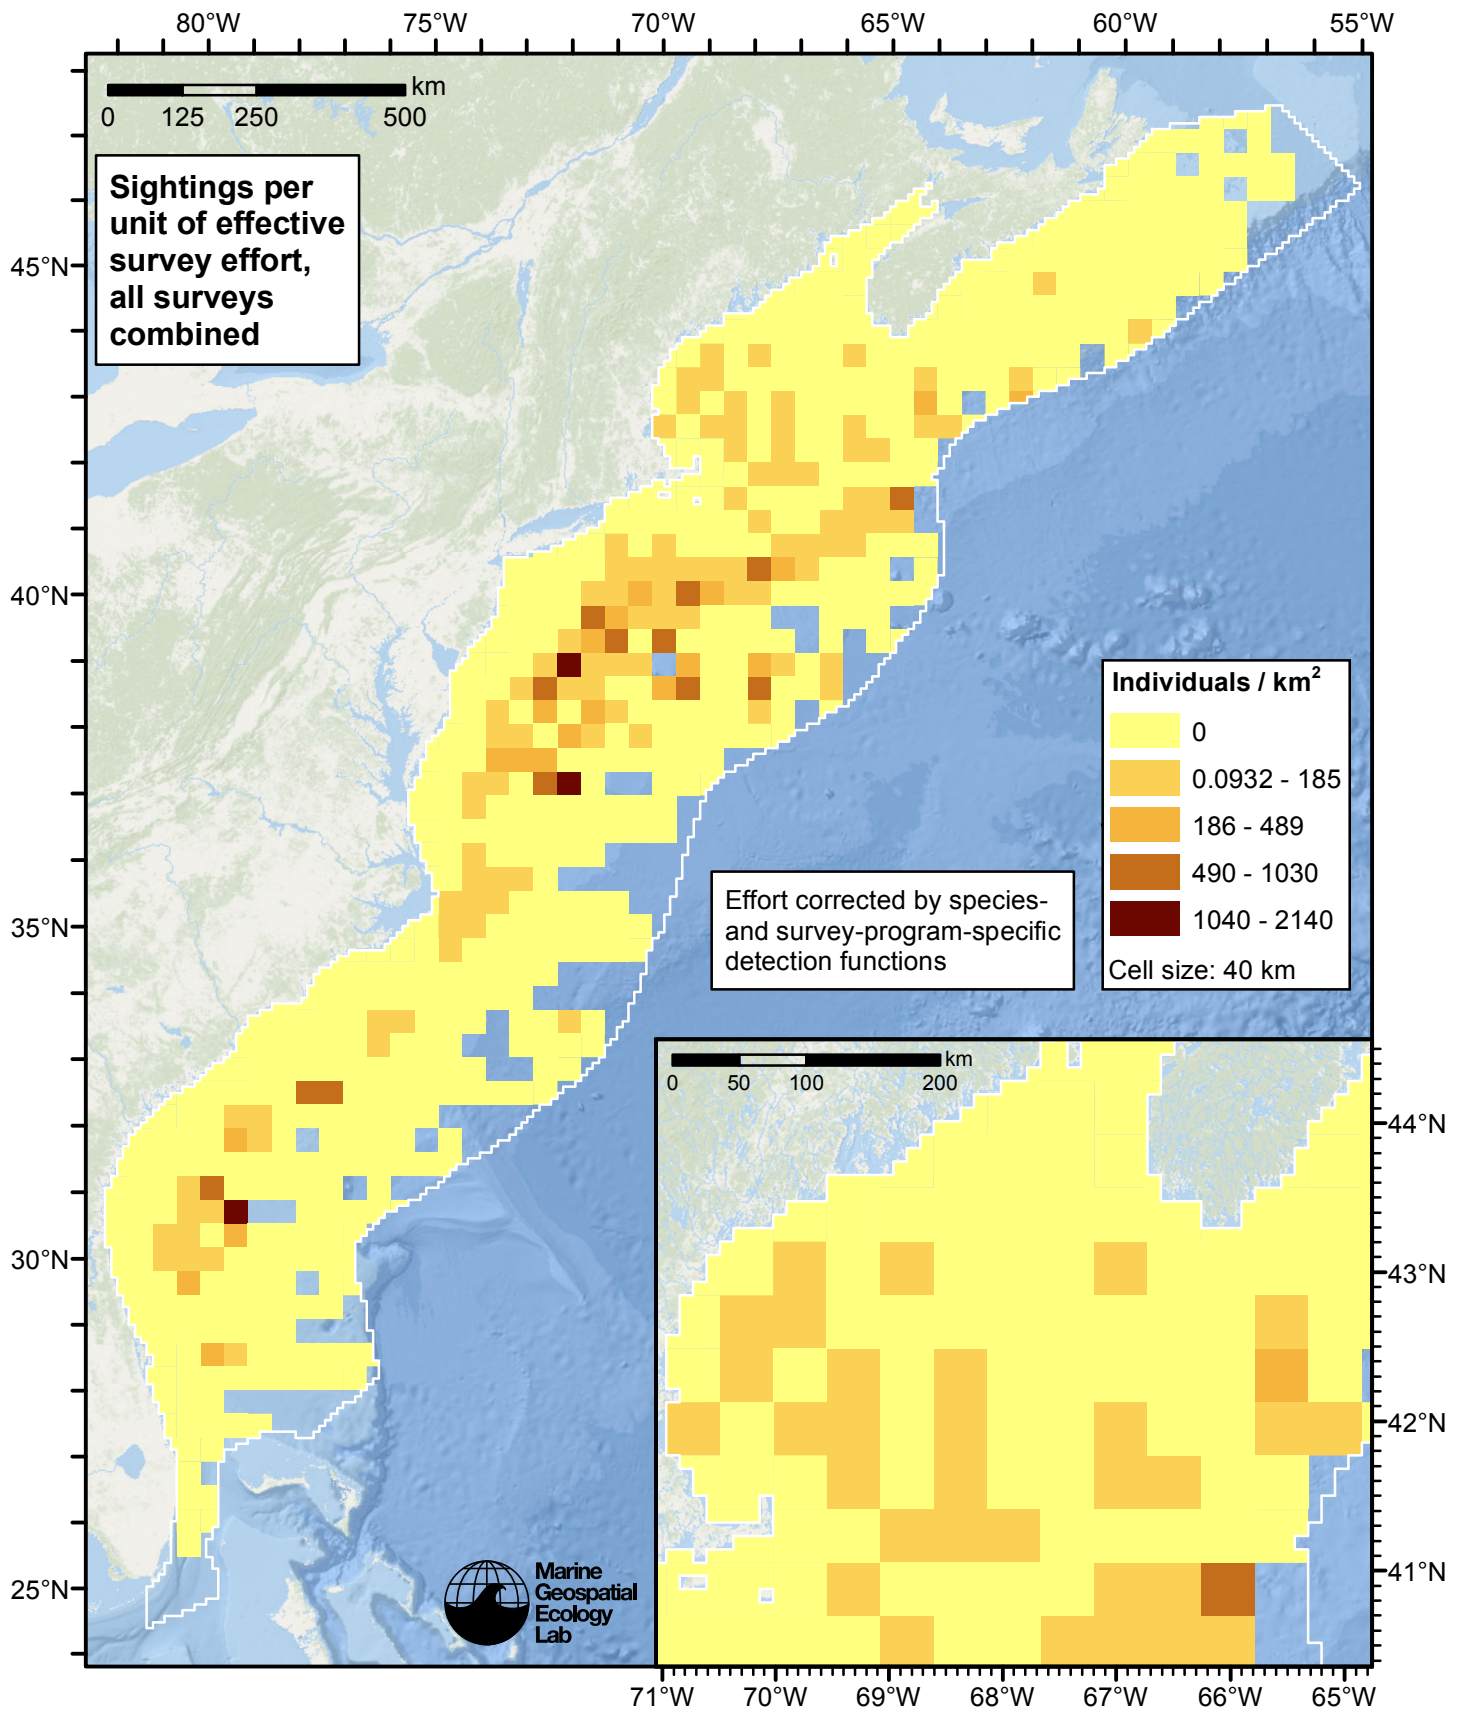 80°W 75°W 70°W 65°W 60°W 55°W
km
0 125 250 500
Sightings per
unit of effective
survey effort,
all surveys
combined
45°N
40°N
35°N
30°N
25°N
Individuals / km²
0
0.0932 - 185
186 - 489
490 - 1030
1040 - 2140
Cell size: 40 km
Effort corrected by species-
and survey-program-specific
detection functions
km
0 50 100 200
44°N
43°N
42°N
41°N
Marine
Geospatial
Ecology
Lab
71°W 70°W 69°W 68°W 67°W 66°W 65°W